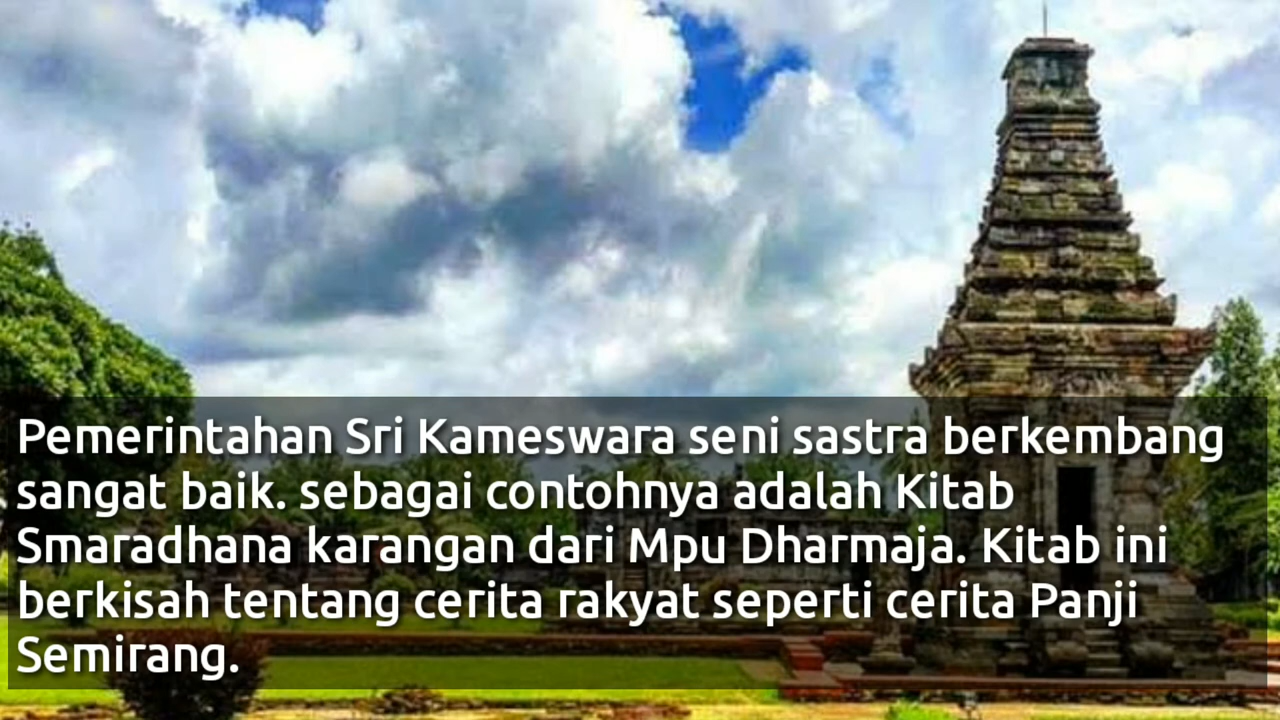 Pemerintahan Sri Kameswara seni sastra berkembang
sangat baik. sebagai contohnya adalah Kitab
Smaradhana karangan dari Mpu Dharmaja. Kitab ini
berkisah tentang cerita rakyat seperti cerita Panji
Semirang.